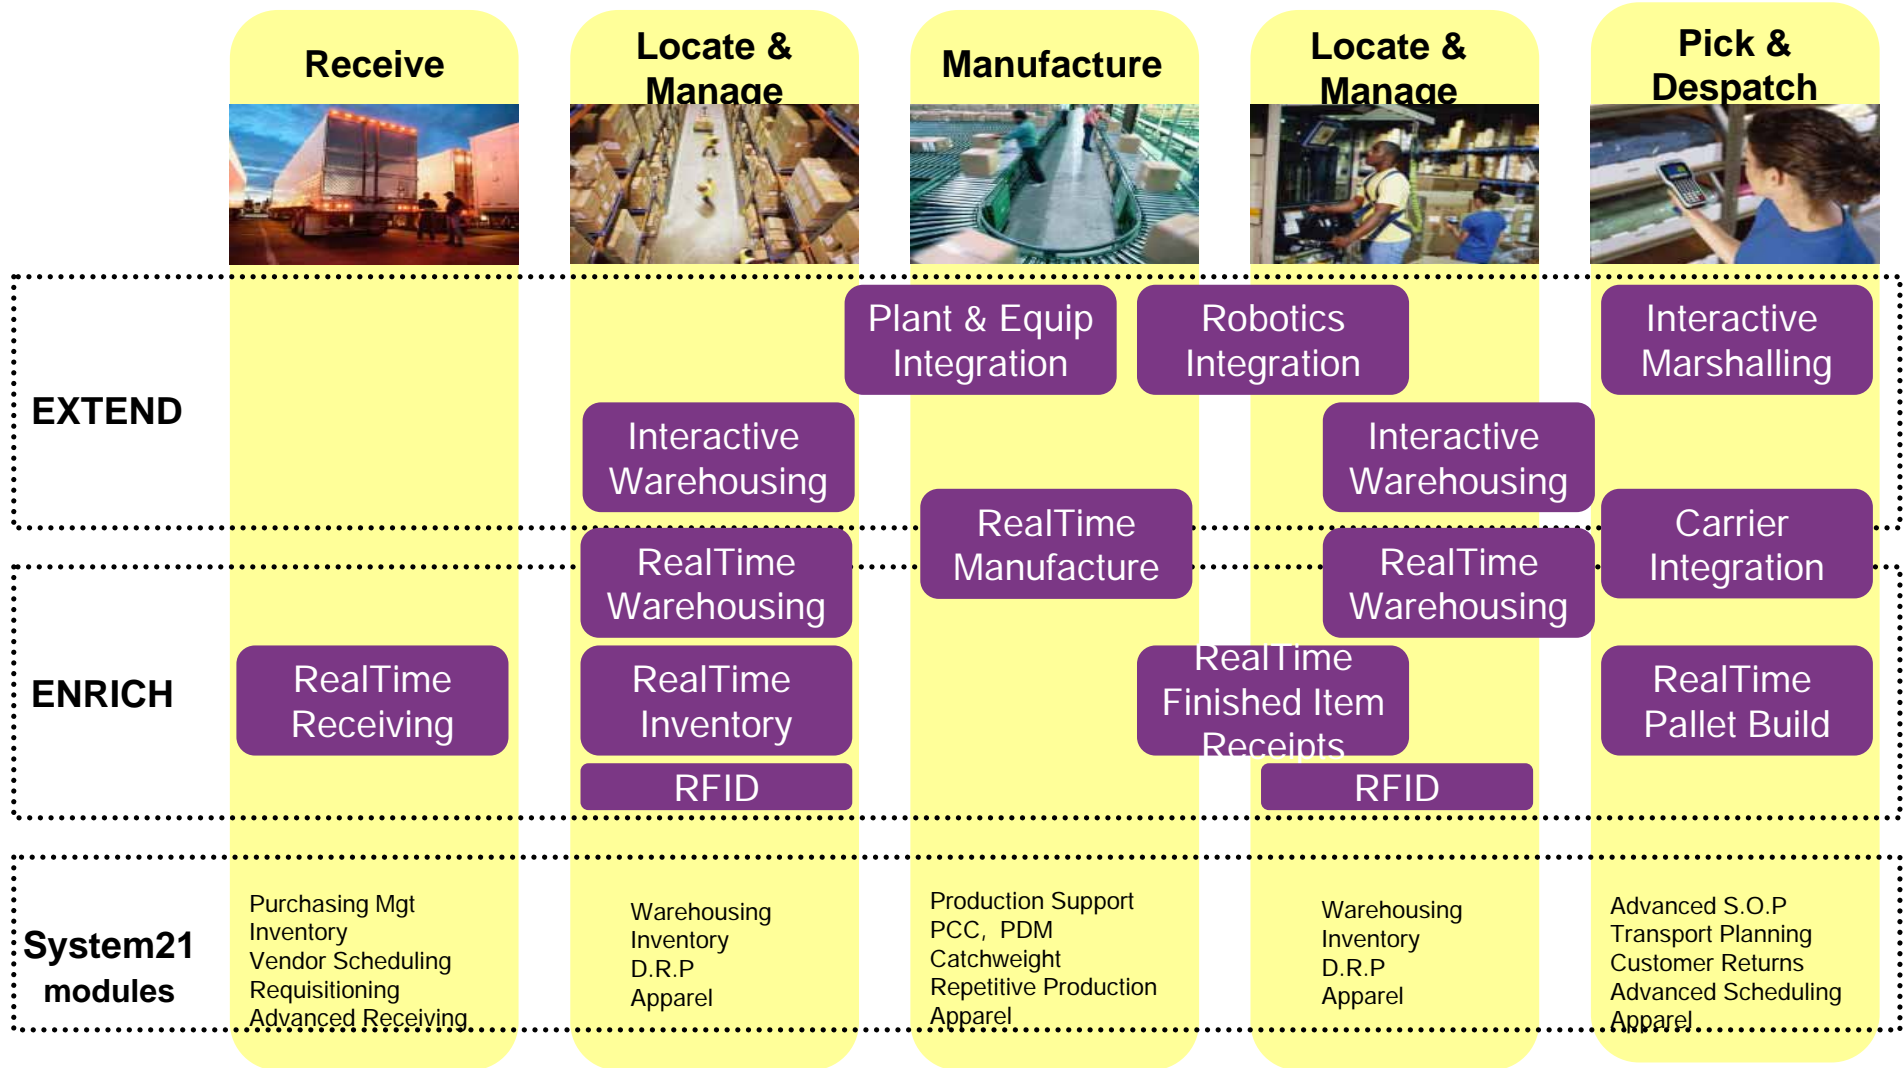 Receive
Locate &
Manage
Manufacture
Locate &
Manage
Pick &
Despatch
EXTEND
Plant & Equip
Integration
Robotics
Integration
Interactive
Marshalling
Interactive
Warehousing
Interactive
Warehousing
RealTime
Manufacture
Carrier
Integration
RealTime
Warehousing
RealTime
Warehousing
ENRICH
RealTime
Receiving
RealTime
Inventory
RealTime
Finished Item
Receipts
RealTime
Pallet Build
RFID
RFID
System21
modules
Purchasing Mgt
Inventory
Vendor Scheduling
Requisitioning
Advanced Receiving
Warehousing
Inventory
D.R.P
Apparel
Production Support
PCC, PDM
Catchweight
Repetitive Production
Apparel
Warehousing
Inventory
D.R.P
Apparel
Advanced S.O.P
Transport Planning
Customer Returns
Advanced Scheduling
Apparel